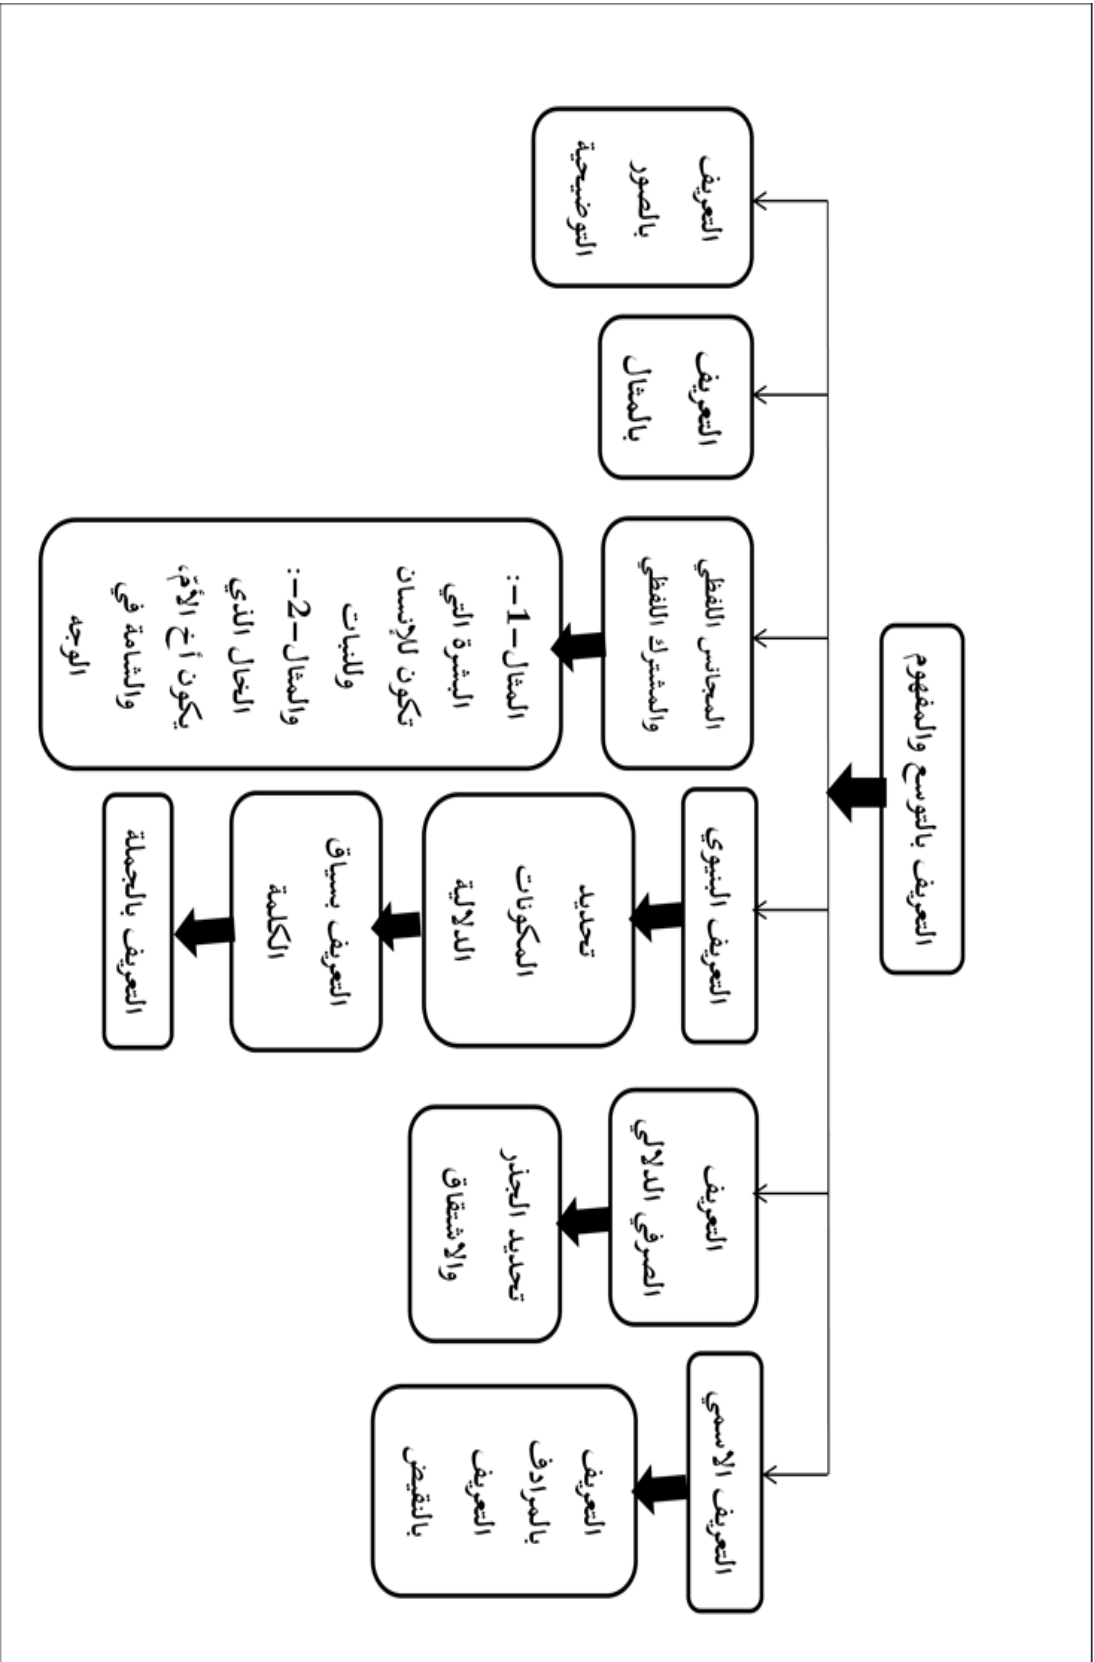 التعريف بالتوسع والمفهوم
التعريف الاسمي
التعريف
بالمرادف
التعريف
بالنقيض
التعريف
الصرفي الدلالي
تحديد الجذر
والاشتقاق
التعريف البنيوي
تحديد
المكونات
الدلالية
التعريف بسياق
الكلمة
التعريف بالجملة
المجانس اللفظي
والمشترك اللفظي
المثال–1–:
البشرة التي
تكون للإنسان
وللنبات
والمثال–2–:
الخال الذي
يكون أخ الأمّ،
والشامة في
الوجه
التعريف
بالمثال
التعريف
بالصور
التوضيحية